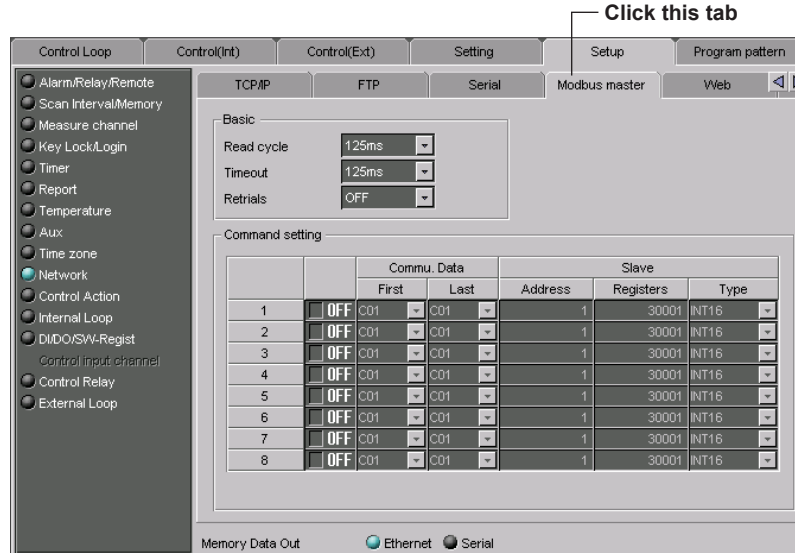 Click this tab
Control Loop Control(Int) Control(Ext) Setting Setup Program pattern
Alarm/Relay/Remote
Scan Interval/Memory
Measure channel
Key Lock/Login
Timer
Report
Temperature
Aux
Time zone
Network
Control Action
Internal Loop
DI/DO/SW-Regist
Control input channel
Control Relay
External Loop
TCP/IP FTP Serial Modbus master Web
Basic
Read cycle 125ms
Timeout 125ms
Retrials OFF
Command setting
Commu. Data Slave
First Last Address Registers Type
1 OFF C01 C01 1 30001 INT16
2 OFF C01 C01 1 30001 INT16
3 OFF C01 C01 1 30001 INT16
4 OFF C01 C01 1 30001 INT16
5 OFF C01 C01 1 30001 INT16
6 OFF C01 C01 1 30001 INT16
7 OFF C01 C01 1 30001 INT16
8 OFF C01 C01 1 30001 INT16
Memory Data Out Ethernet Serial